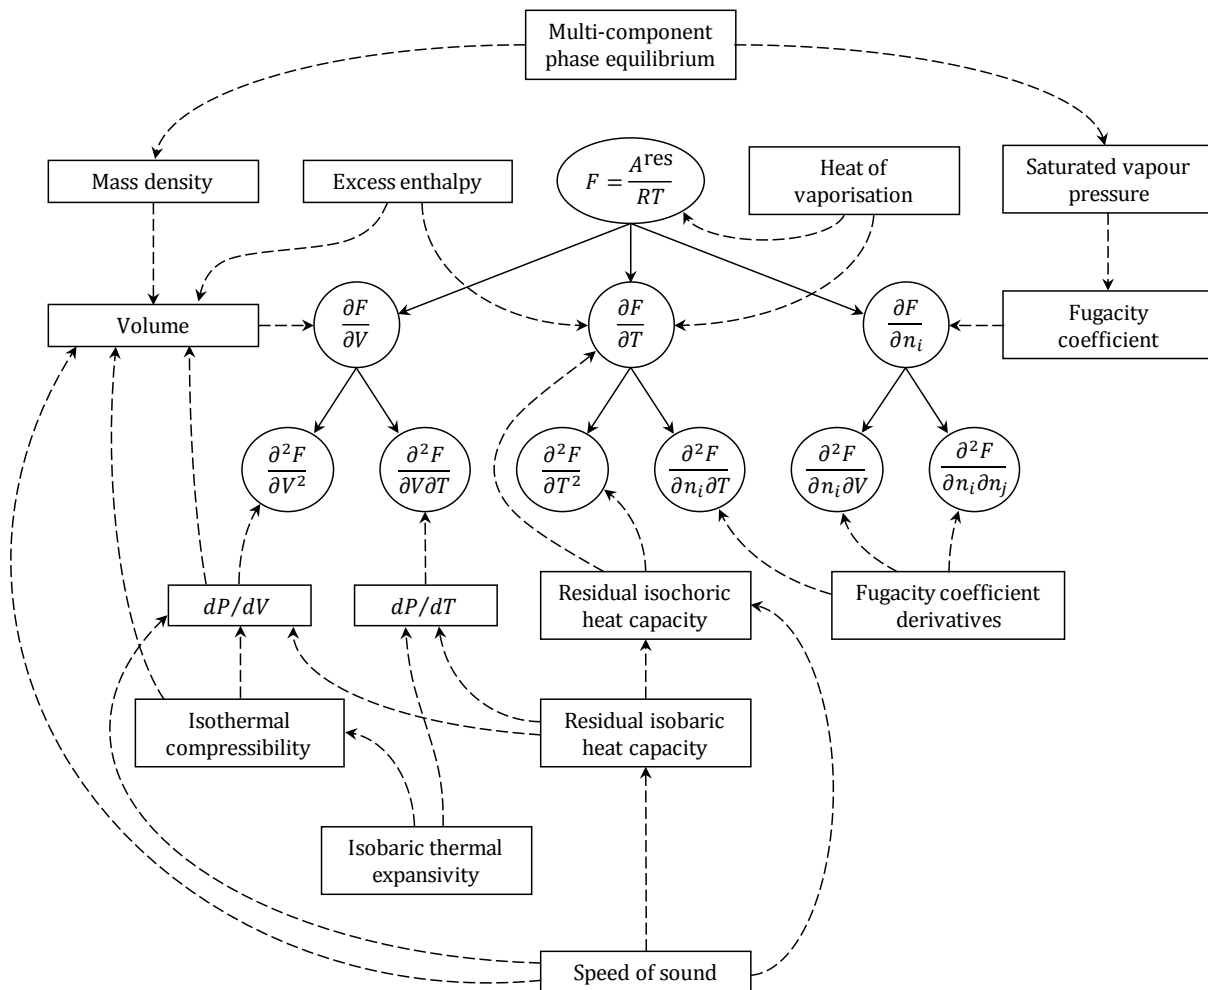 Multi-component
phase equilibrium
Mass density
Excess enthalpy
F = A^res / RT
Heat of
vaporisation
Saturated vapour
pressure
Volume
∂F/∂V
∂F/∂T
∂F/∂n_i
Fugacity
coefficient
∂²F/∂V²
∂²F/∂V∂T
∂²F/∂T²
∂²F/∂n_i∂T
∂²F/∂n_i∂V
∂²F/∂n_i∂n_j
dP/dV
dP/dT
Residual isochoric
heat capacity
Fugacity coefficient
derivatives
Isothermal
compressibility
Residual isobaric
heat capacity
Isobaric thermal
expansivity
Speed of sound